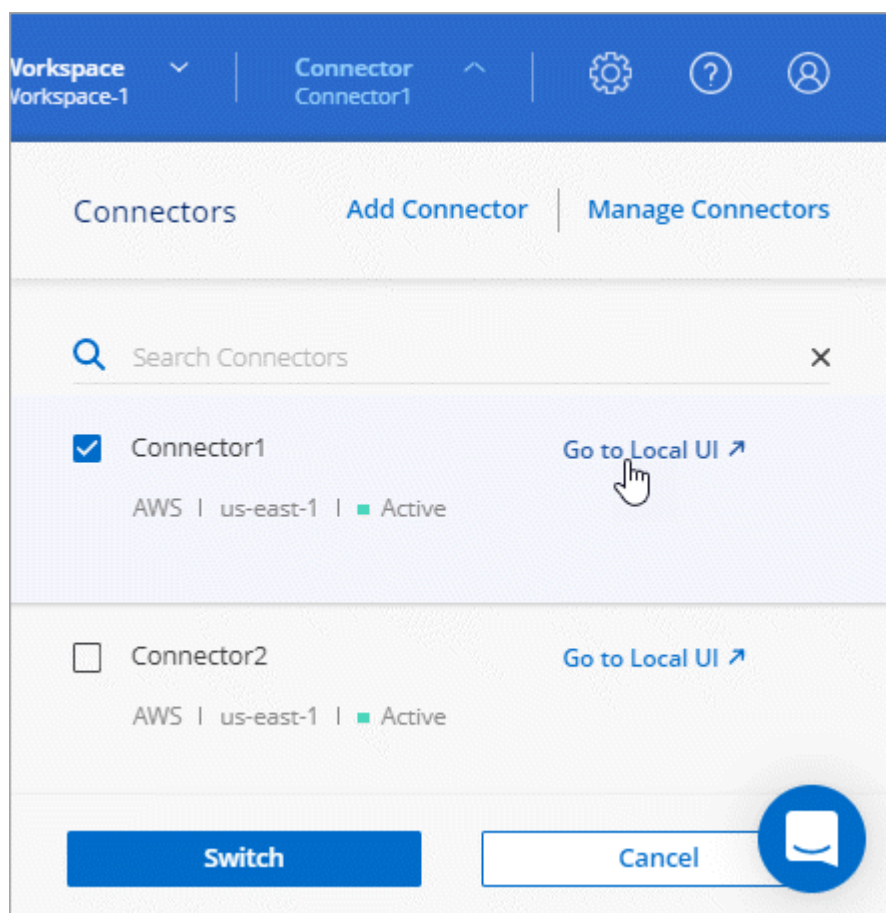 Workspace
Workspace-1
Connector
Connector1
Connectors
Add Connector
Manage Connectors
Search Connectors
Connector1
Go to Local UI
AWS | us-east-1 | Active
Connector2
Go to Local UI
AWS | us-east-1 | Active
Switch
Cancel